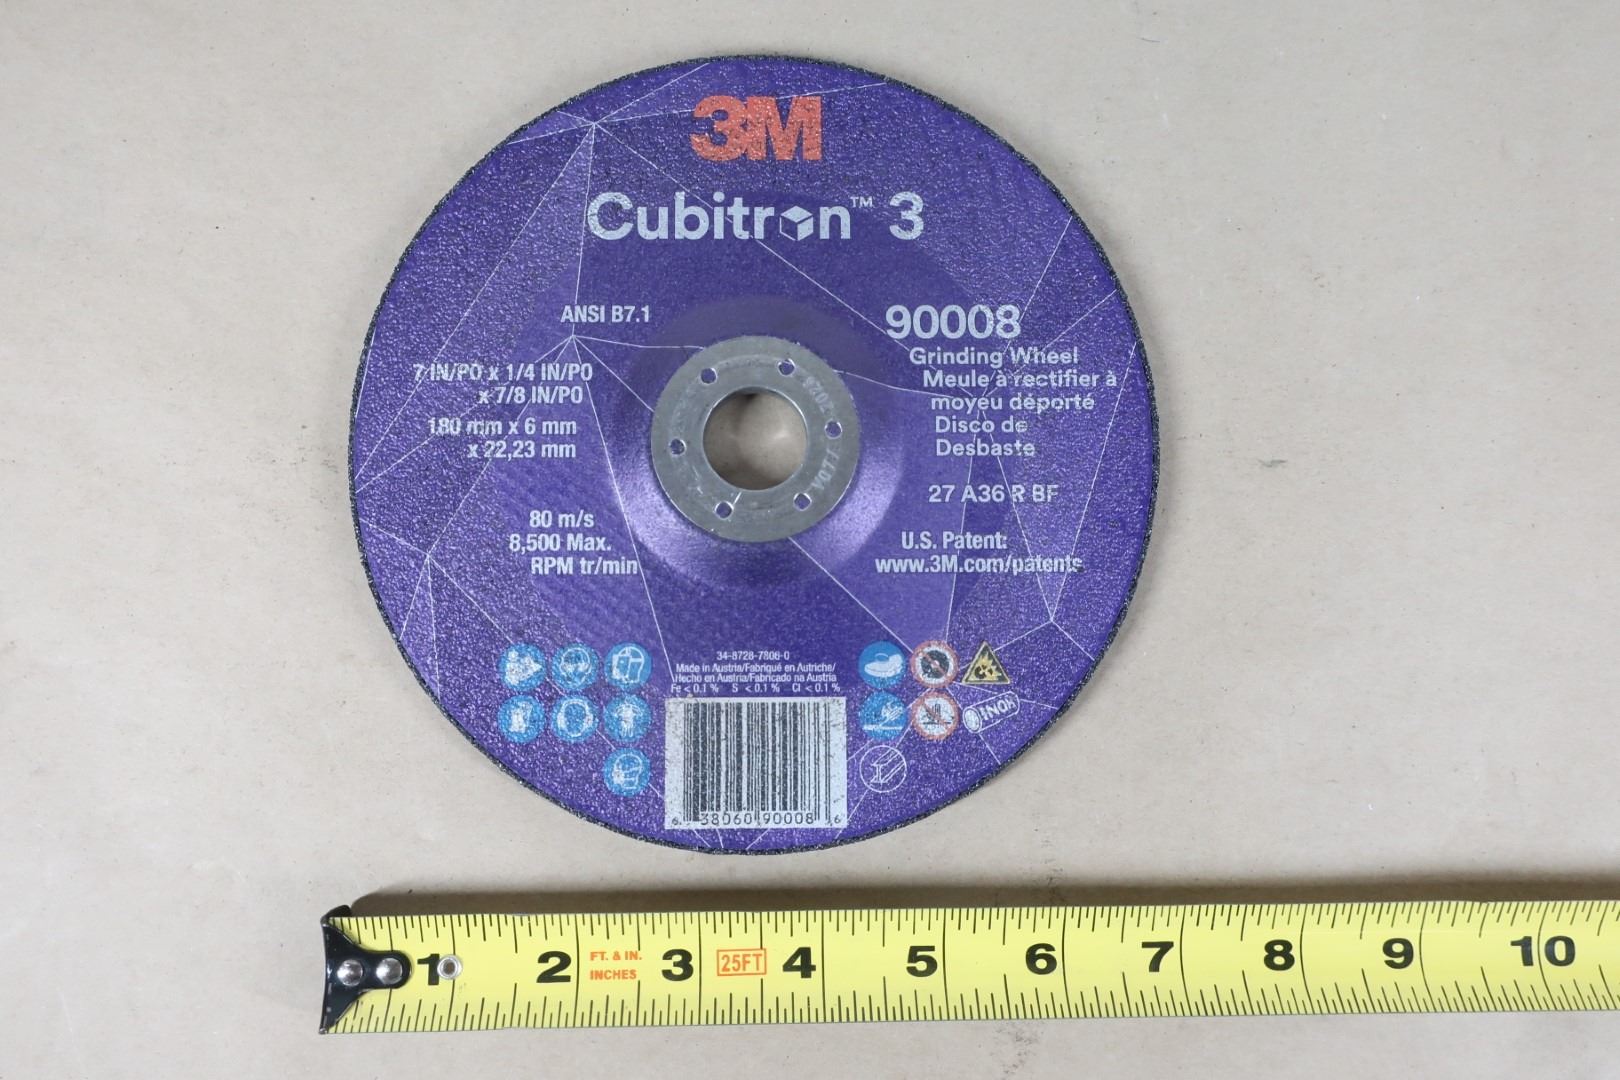 3M
Cubitron™ 3
ANSI B7.1
7 IN/PO x 1/4 IN/PO
x 7/8 IN/PO
180 mm x 6 mm
x 22,23 mm
80 m/s
8,500 Max.
RPM tr/min
90008
Grinding Wheel
Meule à rectifier à
moyeu déporté
Disco de
Desbaste
27 A36 R BF
U.S. Patent:
www.3M.com/patents
34-8728-7806-0
Made in Austria/Fabriqué en Autriche/
Hecho en Austria/Fabricado na Austria
Fe < 0.1 % S < 0.1 % Cl < 0.1 %
INOX
6 38060 90008 6
1 2 FT. & IN. INCHES 3 25FT 4 5 6 7 8 9 10